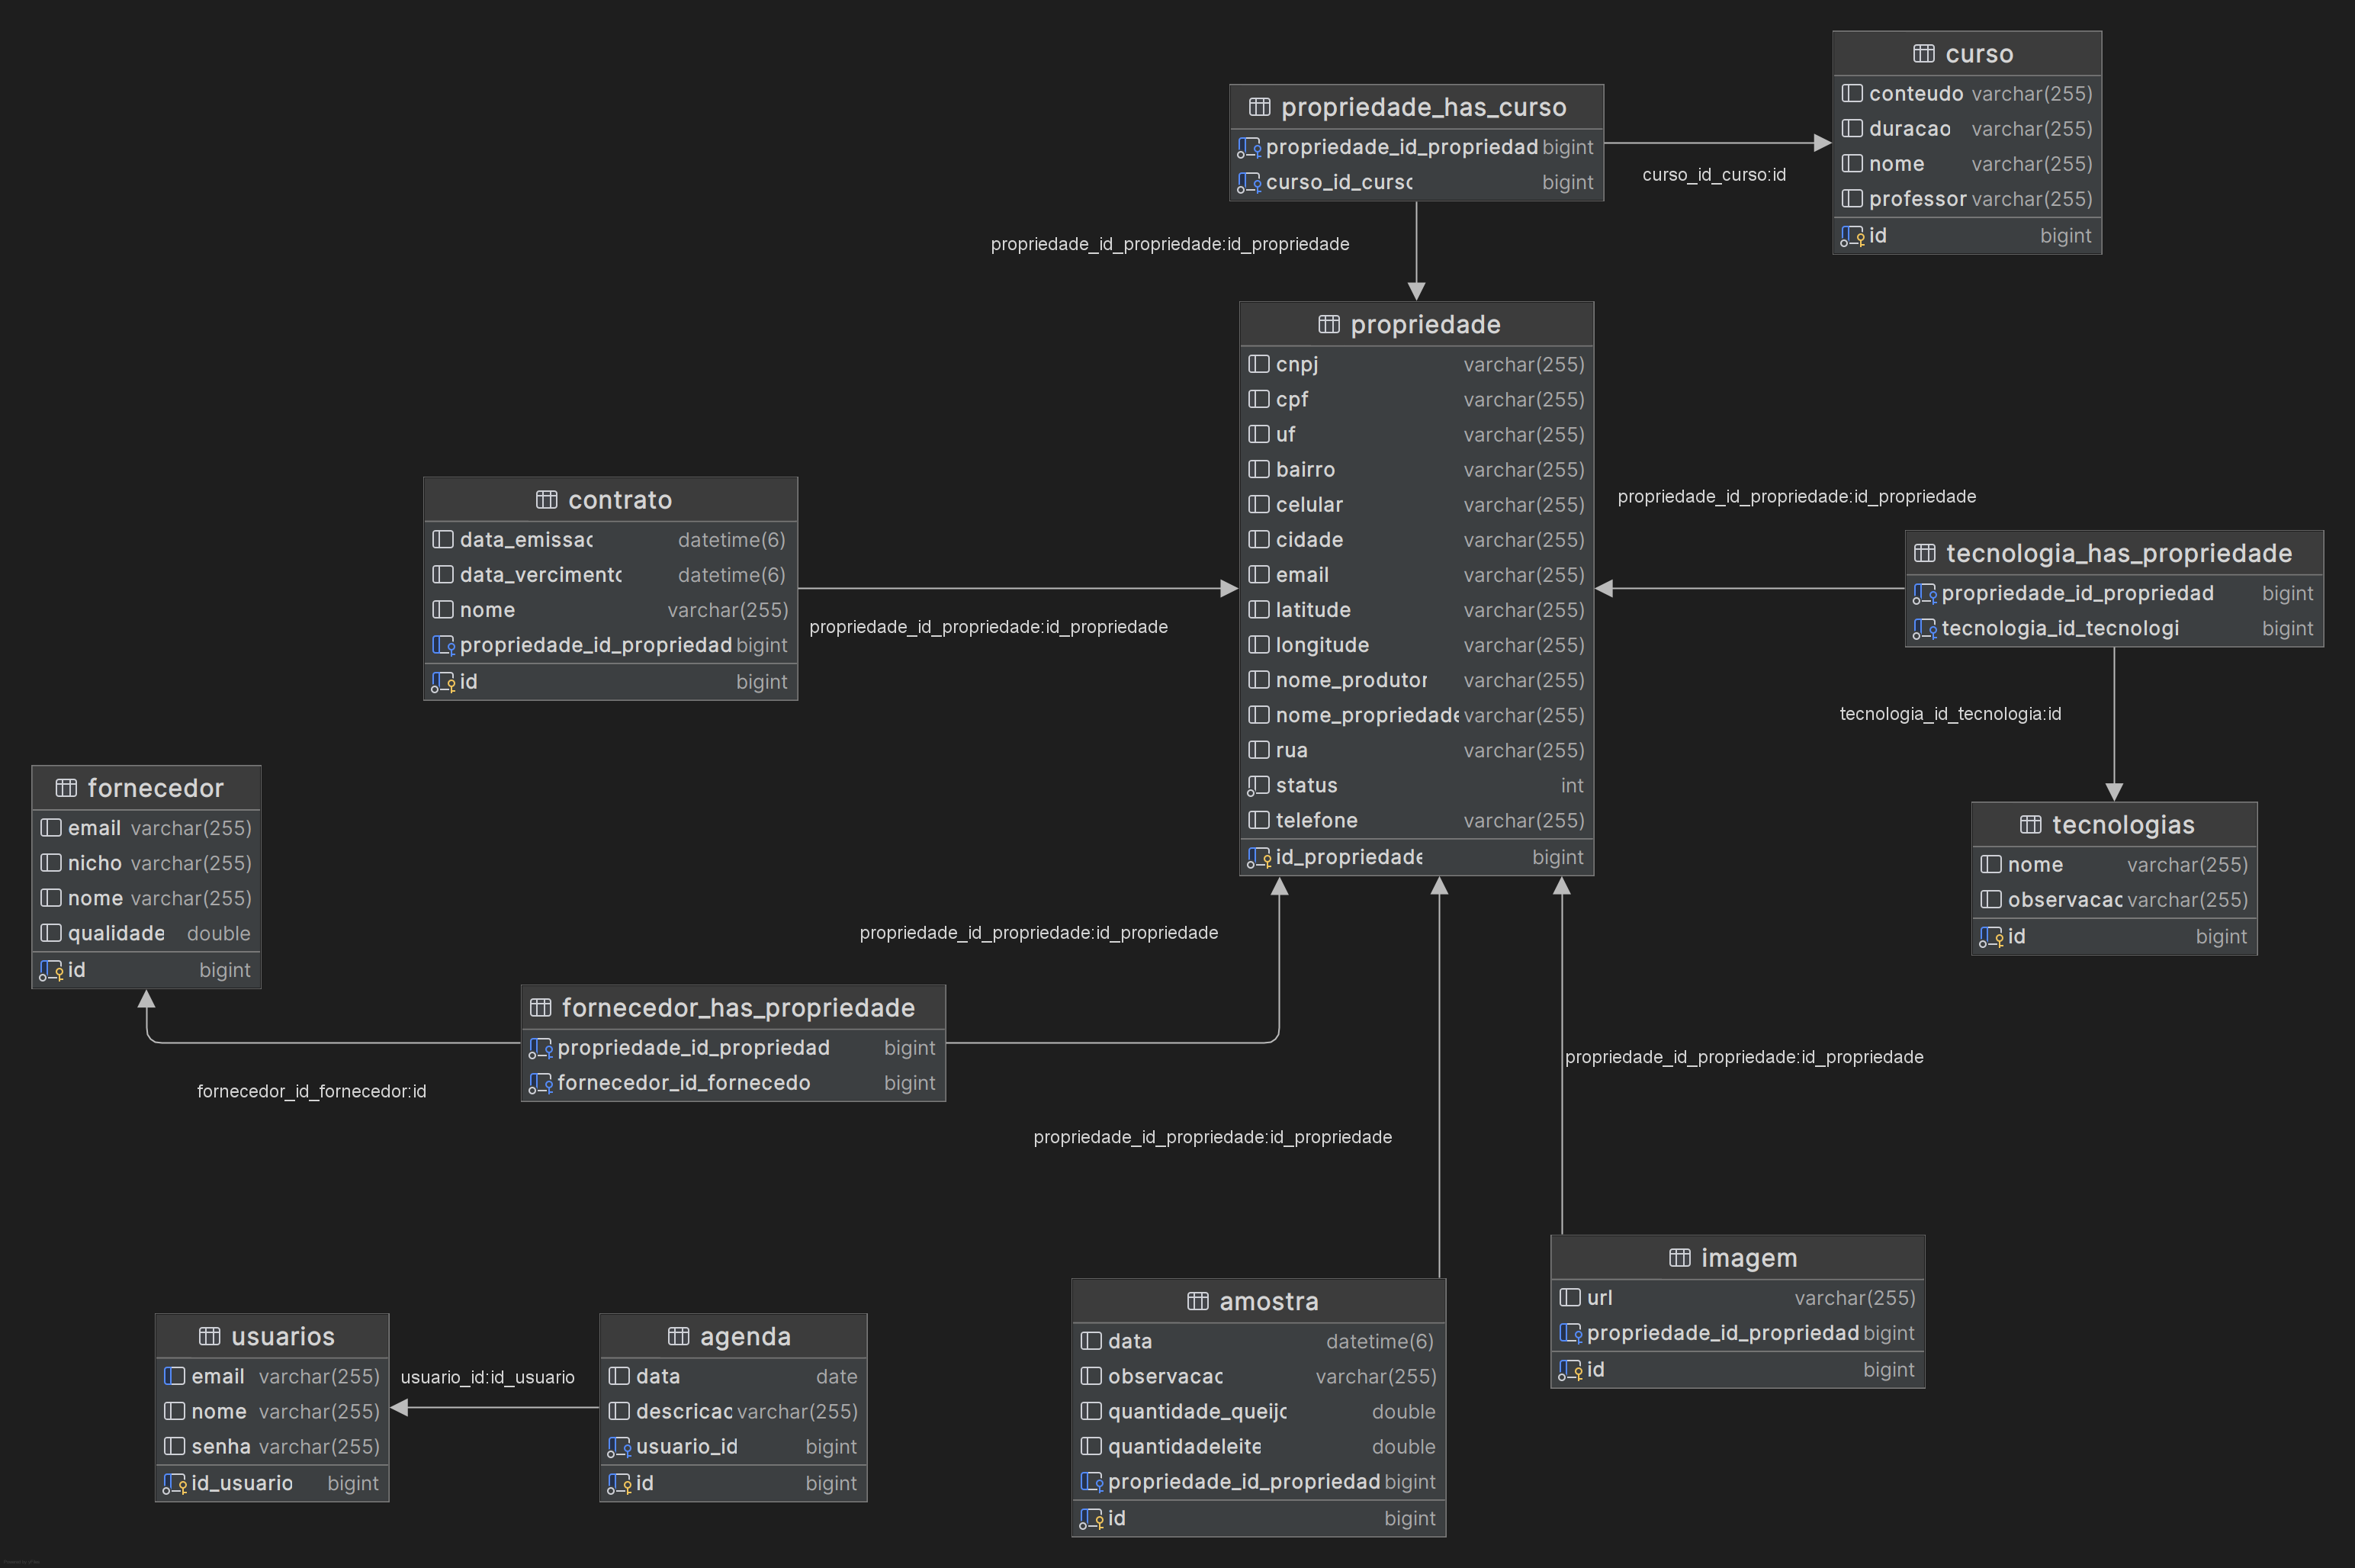 curso
conteudo varchar(255)
duracao varchar(255)
nome varchar(255)
professor varchar(255)
id bigint
propriedade_has_curso
propriedade_id_propriedad bigint
curso_id_curso bigint
curso_id_curso:id
propriedade_id_propriedade:id_propriedade
propriedade
cnpj varchar(255)
cpf varchar(255)
uf varchar(255)
bairro varchar(255)
celular varchar(255)
cidade varchar(255)
email varchar(255)
latitude varchar(255)
longitude varchar(255)
nome_produtor varchar(255)
nome_propriedade varchar(255)
rua varchar(255)
status int
telefone varchar(255)
id_propriedade bigint
contrato
data_emissao datetime(6)
data_vercimento datetime(6)
nome varchar(255)
propriedade_id_propriedad bigint
id bigint
propriedade_id_propriedade:id_propriedade
propriedade_id_propriedade:id_propriedade
tecnologia_has_propriedade
propriedade_id_propriedad bigint
tecnologia_id_tecnologi bigint
tecnologia_id_tecnologia:id
tecnologias
nome varchar(255)
observacao varchar(255)
id bigint
fornecedor
email varchar(255)
nicho varchar(255)
nome varchar(255)
qualidade double
id bigint
propriedade_id_propriedade:id_propriedade
fornecedor_has_propriedade
propriedade_id_propriedad bigint
fornecedor_id_fornecedo bigint
fornecedor_id_fornecedor:id
propriedade_id_propriedade:id_propriedade
propriedade_id_propriedade:id_propriedade
usuarios
email varchar(255)
nome varchar(255)
senha varchar(255)
id_usuario bigint
usuario_id:id_usuario
agenda
data date
descricao varchar(255)
usuario_id bigint
id bigint
amostra
data datetime(6)
observacao varchar(255)
quantidade_queijo double
quantidadeleite double
propriedade_id_propriedad bigint
id bigint
imagem
url varchar(255)
propriedade_id_propriedad bigint
id bigint